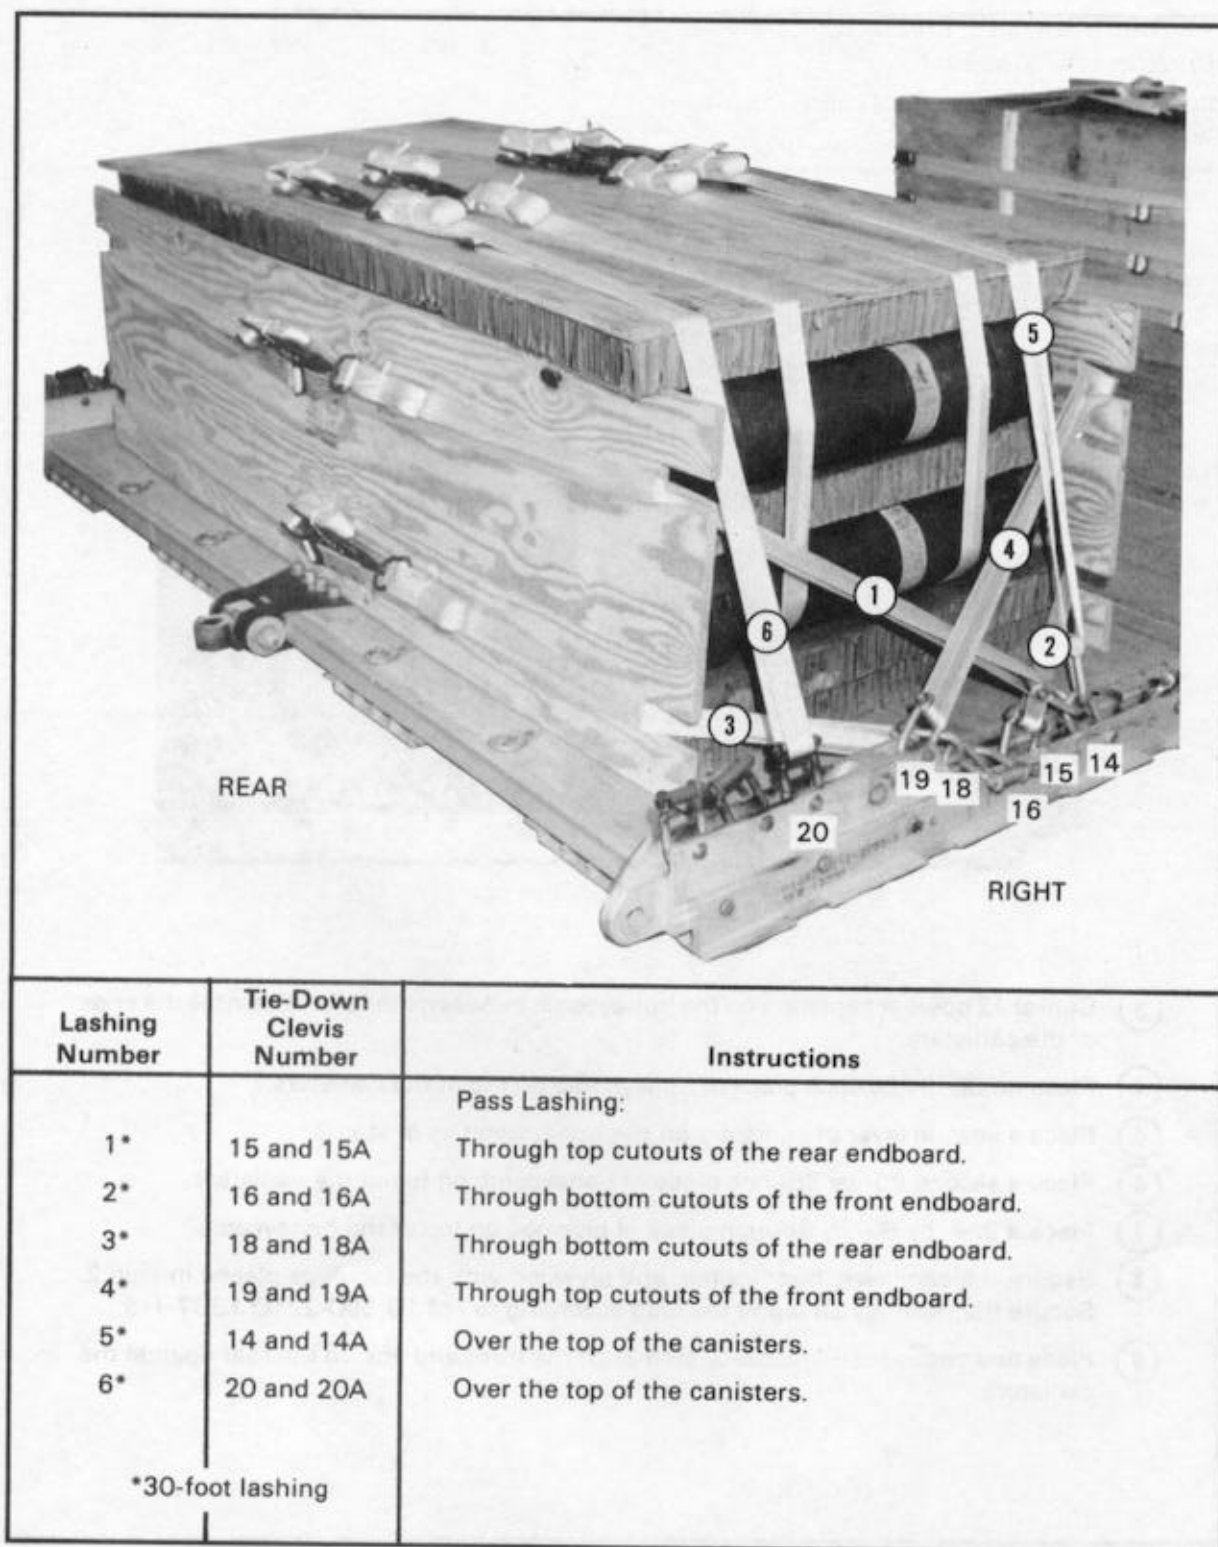 5
4
1
6
2
3
REAR
19
18
15
14
16
20
RIGHT
Lashing Number
Tie-Down Clevis Number
Instructions
Pass Lashing:
1* 15 and 15A Through top cutouts of the rear endboard.
2* 16 and 16A Through bottom cutouts of the front endboard.
3* 18 and 18A Through bottom cutouts of the rear endboard.
4* 19 and 19A Through top cutouts of the front endboard.
5* 14 and 14A Over the top of the canisters.
6* 20 and 20A Over the top of the canisters.
*30-foot lashing